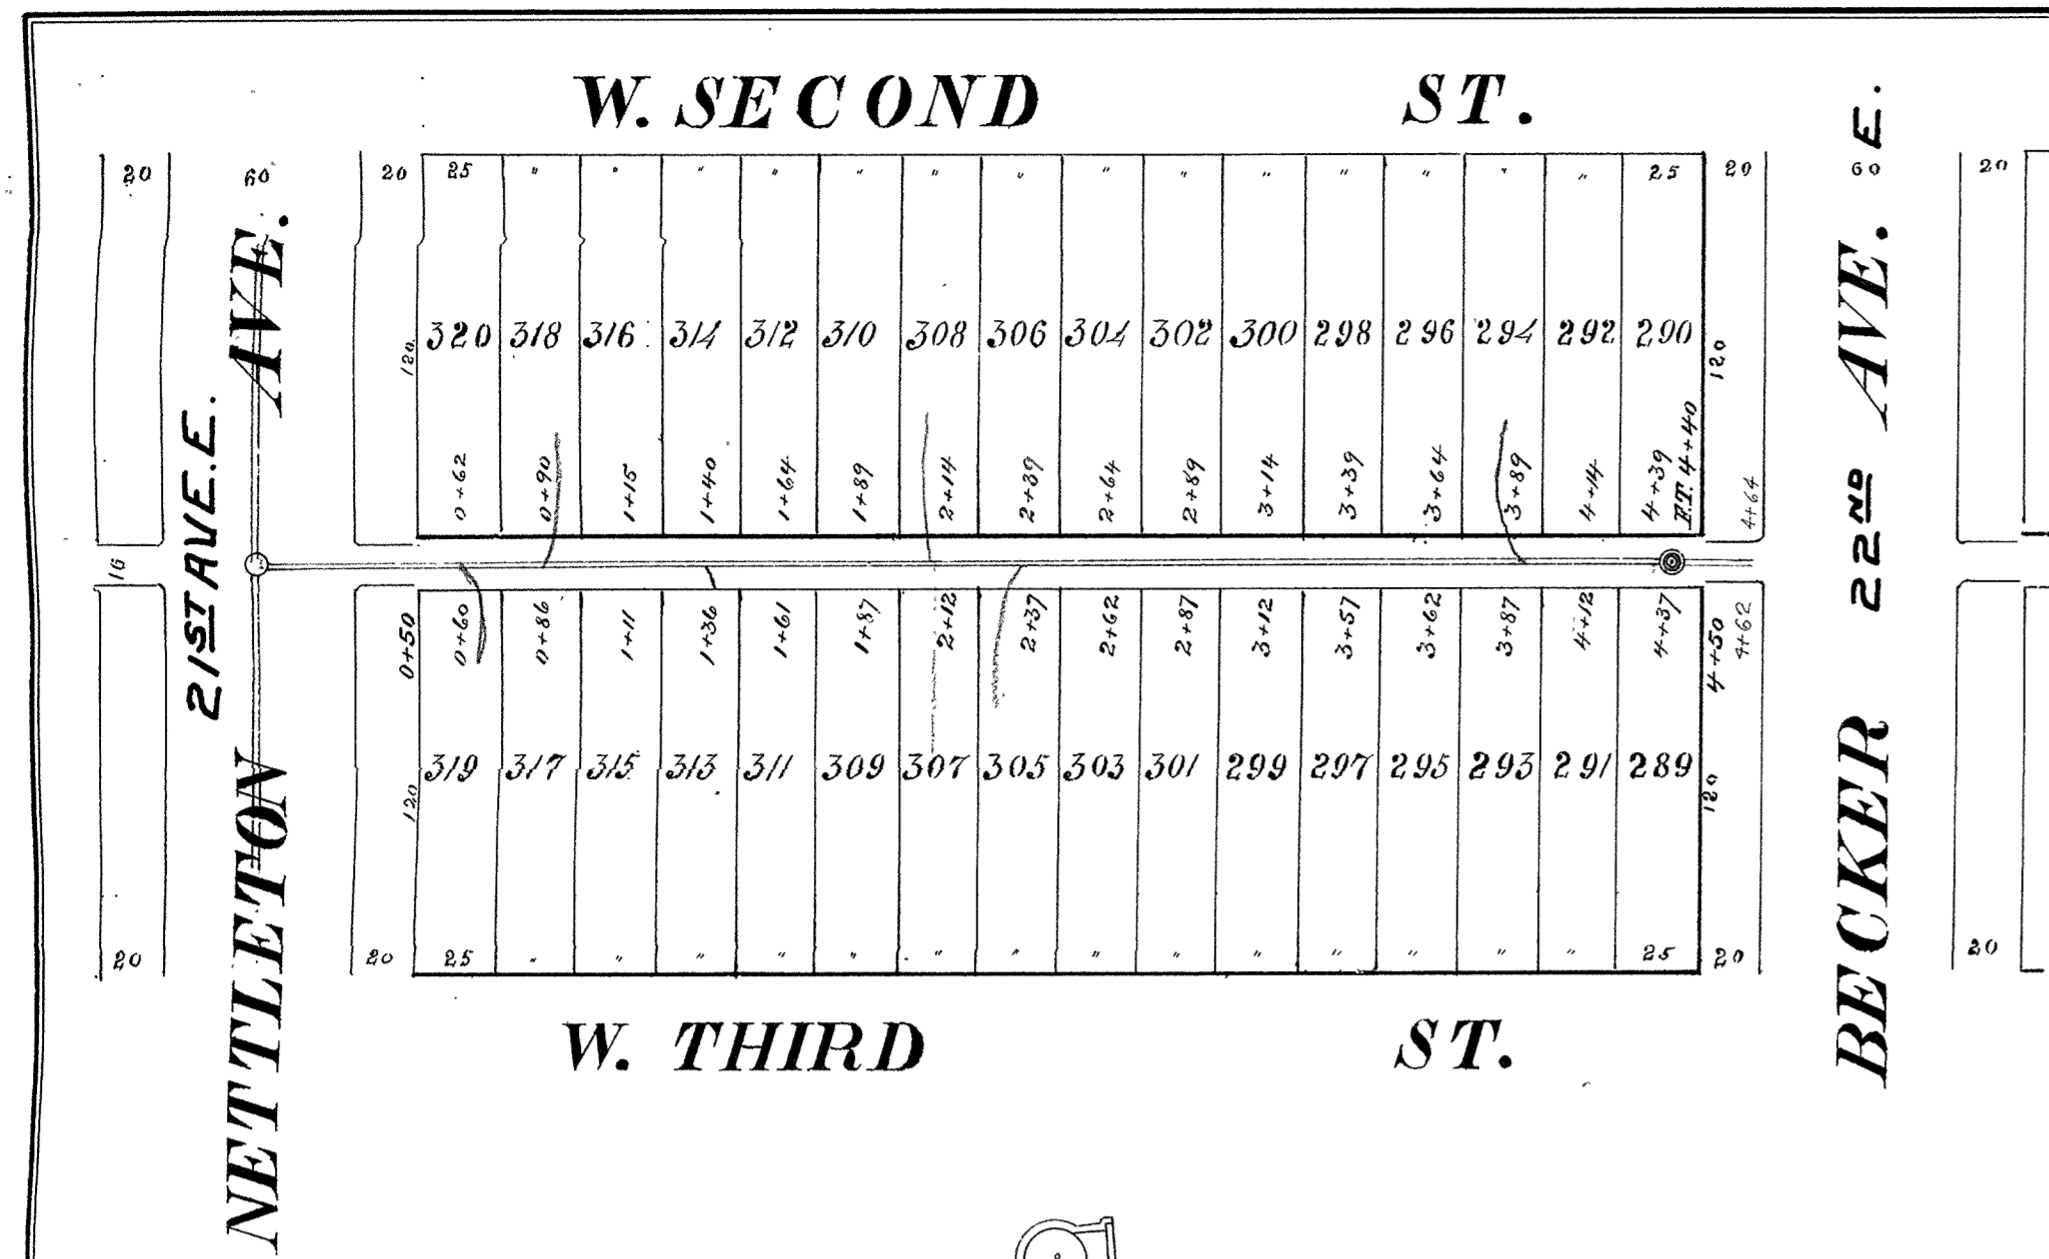 W. SECOND ST.
20 60 20 25 " " " " " " " " " " " " " " 25 20 60 20
120 320 318 316 314 312 310 308 306 304 302 300 298 296 294 292 290 120
0+62 0+90 1+15 1+40 1+64 1+89 2+14 2+39 2+64 2+89 3+14 3+39 3+64 3+89 4+14 4+39 F.T. 4+40 4+64
16
0+50 0+60 0+86 1+11 1+36 1+61 1+87 2+12 2+37 2+62 2+87 3+12 3+57 3+62 3+87 4+12 4+37 4+50 4+62
120 319 317 315 313 311 309 307 305 303 301 299 297 295 293 291 289 120
20 20 25 " " " " " " " " " " " " " " 25 20 20
W. THIRD ST.
NETTLETON AVE.
21ST AVE. E.
BECKER AVE.
22ND E.